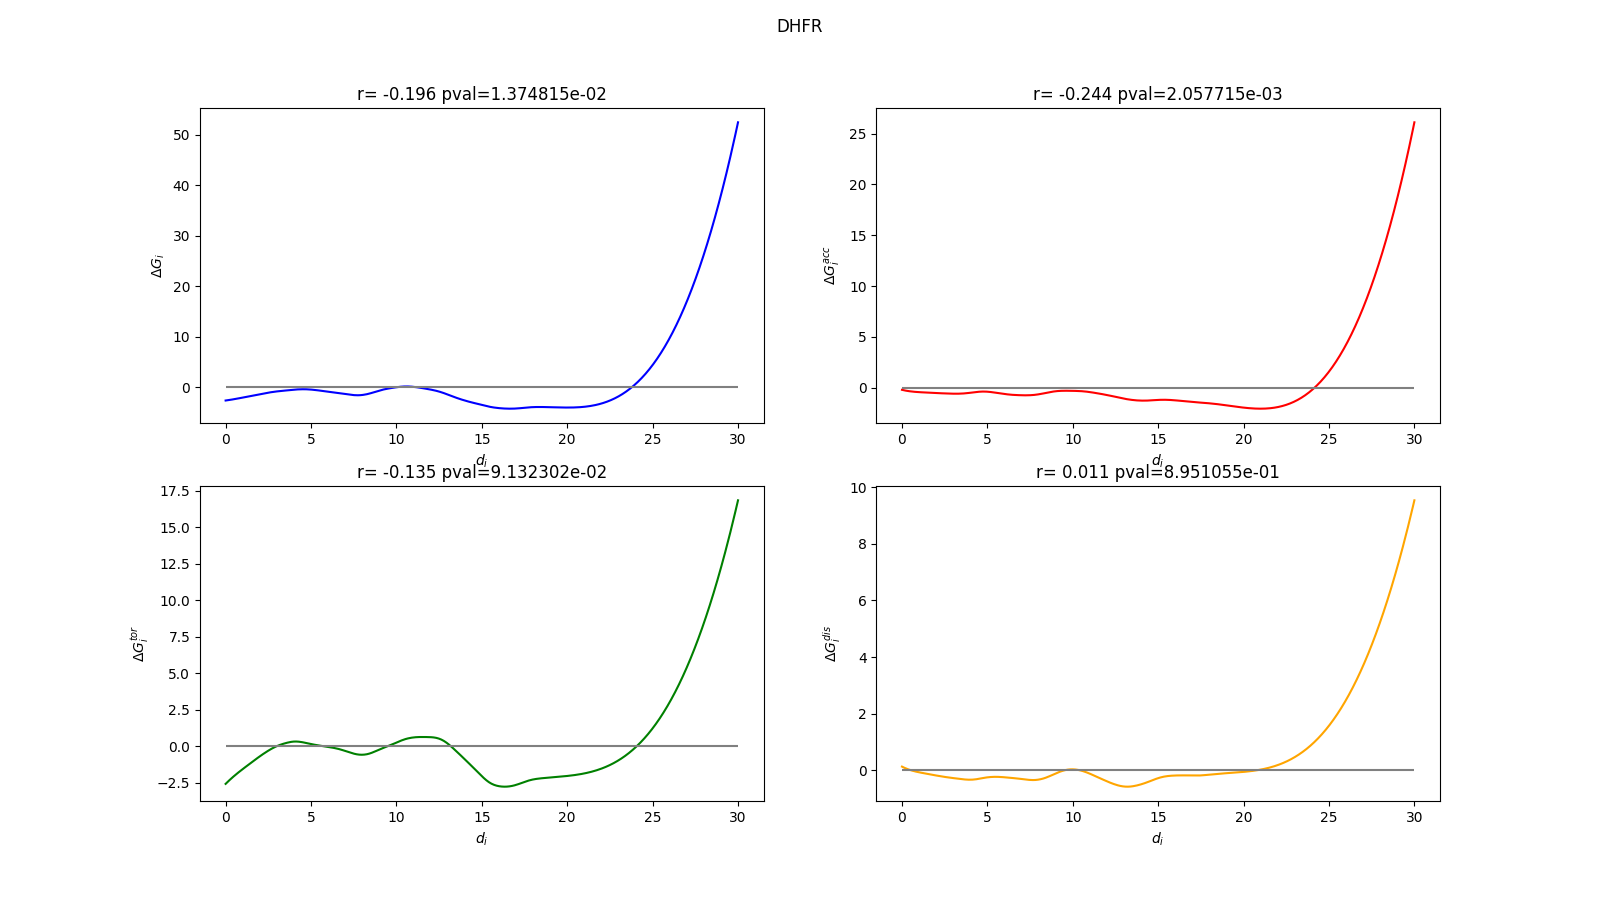 DHFR
r= -0.196 pval=1.374815e-02
50
40
30
20
10
0
ΔG_i
0 5 10 15 20 25 30
d_i
r= -0.244 pval=2.057715e-03
25
20
15
10
5
0
ΔG_i^acc
0 5 10 15 20 25 30
d_i
r= -0.135 pval=9.132302e-02
17.5
15.0
12.5
10.0
7.5
5.0
2.5
0.0
−2.5
ΔG_i^tor
0 5 10 15 20 25 30
d_i
r= 0.011 pval=8.951055e-01
10
8
6
4
2
0
ΔG_i^dis
0 5 10 15 20 25 30
d_i